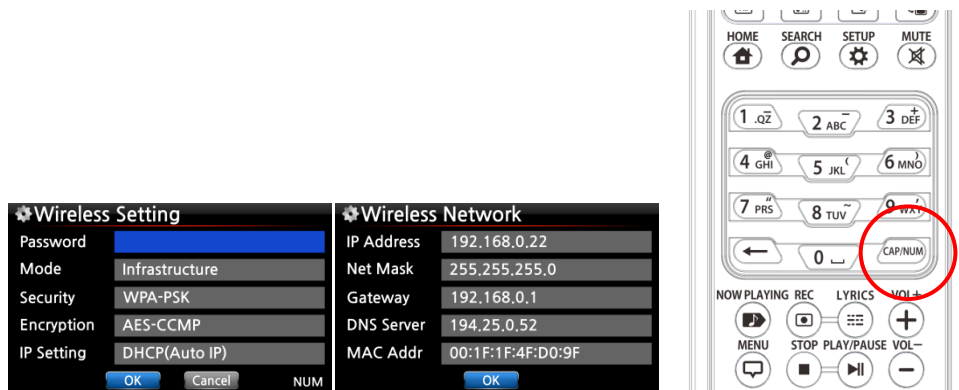 Wireless Setting
Password
Mode Infrastructure
Security WPA-PSK
Encryption AES-CCMP
IP Setting DHCP(Auto IP)
OK Cancel NUM
Wireless Network
IP Address 192.168.0.22
Net Mask 255.255.255.0
Gateway 192.168.0.1
DNS Server 194.25.0.52
MAC Addr 00:1F:1F:4F:D0:9F
OK
HOME SEARCH SETUP MUTE
1 .QZ 2 ABC 3 DEF
4 GHI 5 JKL 6 MNO
7 PRS 8 TUV 9 WXY
0 CAP/NUM
NOW PLAYING REC LYRICS VOL+
MENU STOP PLAY/PAUSE VOL−